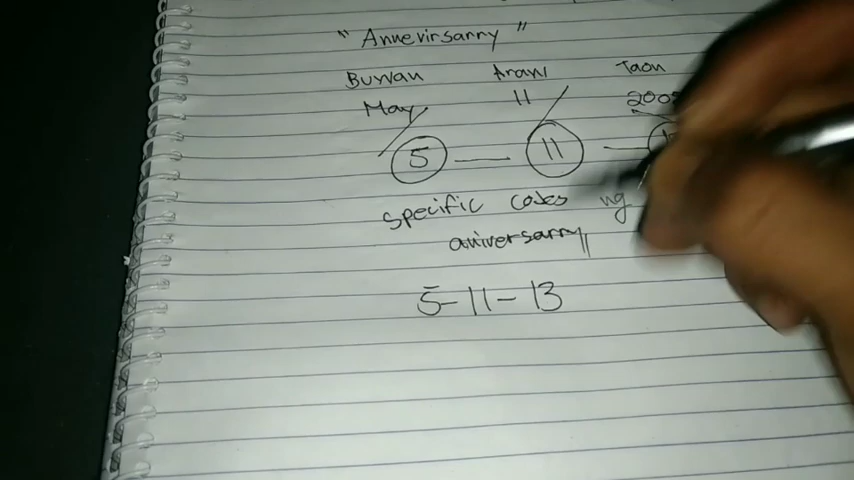 " Annevirsarry "
Buwan Araw Taon
May 11
5 — 11 —
specific codes ng
aniversarry
5-11-13